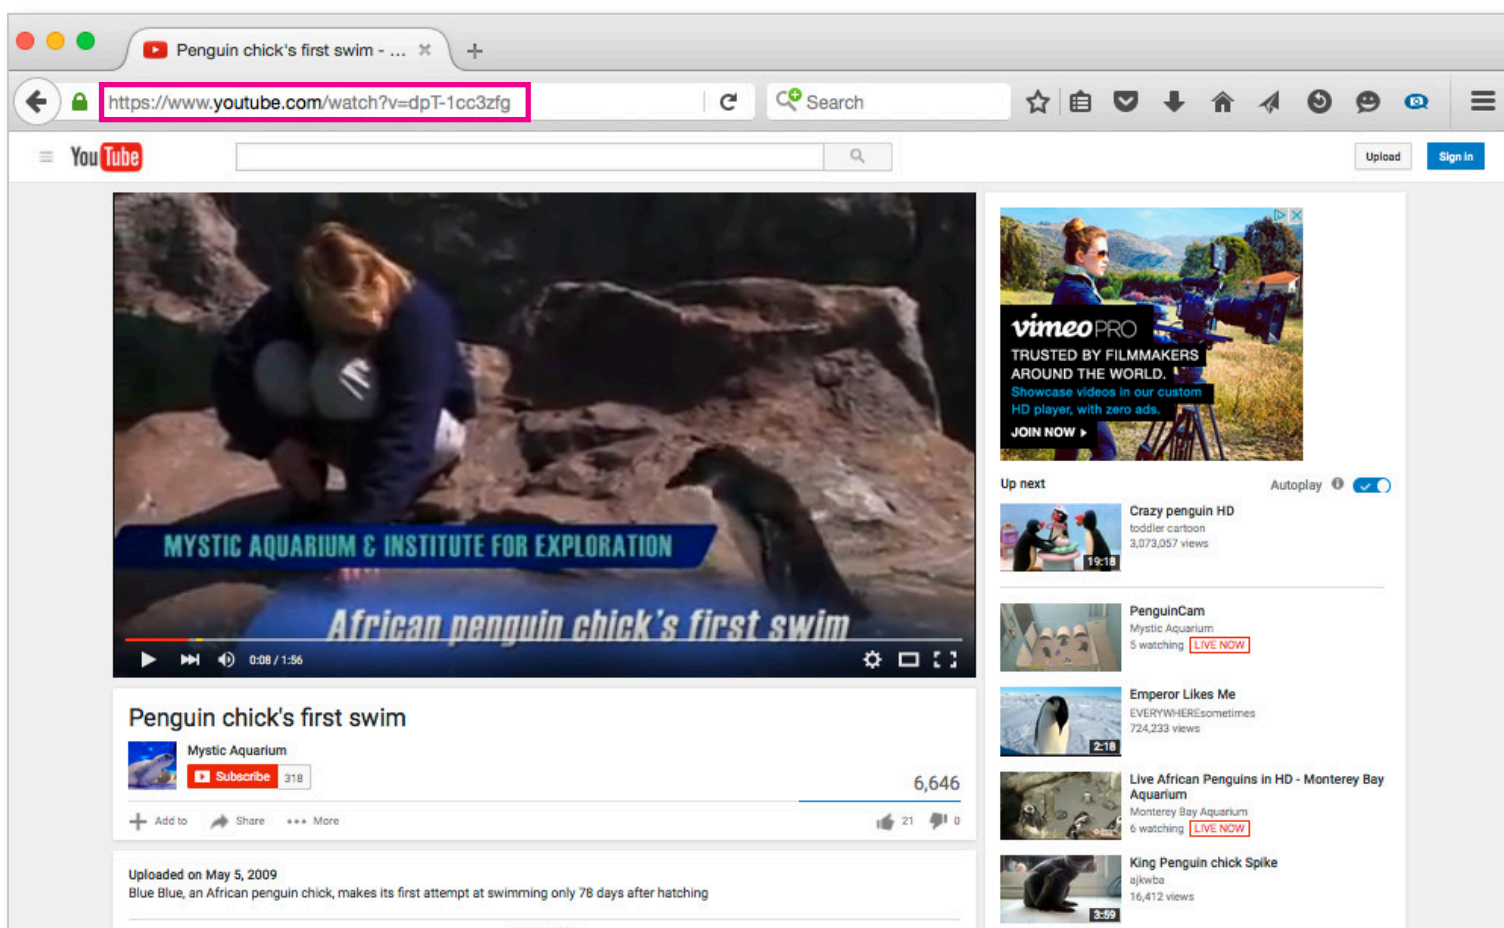 Penguin chick's first swim - ...
https://www.youtube.com/watch?v=dpT-1cc3zfg
Search
YouTube
Upload
Sign in
MYSTIC AQUARIUM & INSTITUTE FOR EXPLORATION
African penguin chick's first swim
0:08 / 1:56
Penguin chick's first swim
Mystic Aquarium
Subscribe 318
6,646
Add to Share More
21 0
Uploaded on May 5, 2009
Blue Blue, an African penguin chick, makes its first attempt at swimming only 78 days after hatching
vimeo PRO
TRUSTED BY FILMMAKERS
AROUND THE WORLD.
Showcase videos in our custom
HD player, with zero ads.
JOIN NOW
Up next
Autoplay
Crazy penguin HD
toddler cartoon
3,073,057 views
19:18
PenguinCam
Mystic Aquarium
5 watching LIVE NOW
Emperor Likes Me
EVERYWHEREsometimes
724,233 views
2:18
Live African Penguins in HD - Monterey Bay
Aquarium
Monterey Bay Aquarium
6 watching LIVE NOW
King Penguin chick Spike
ajkwba
16,412 views
3:59